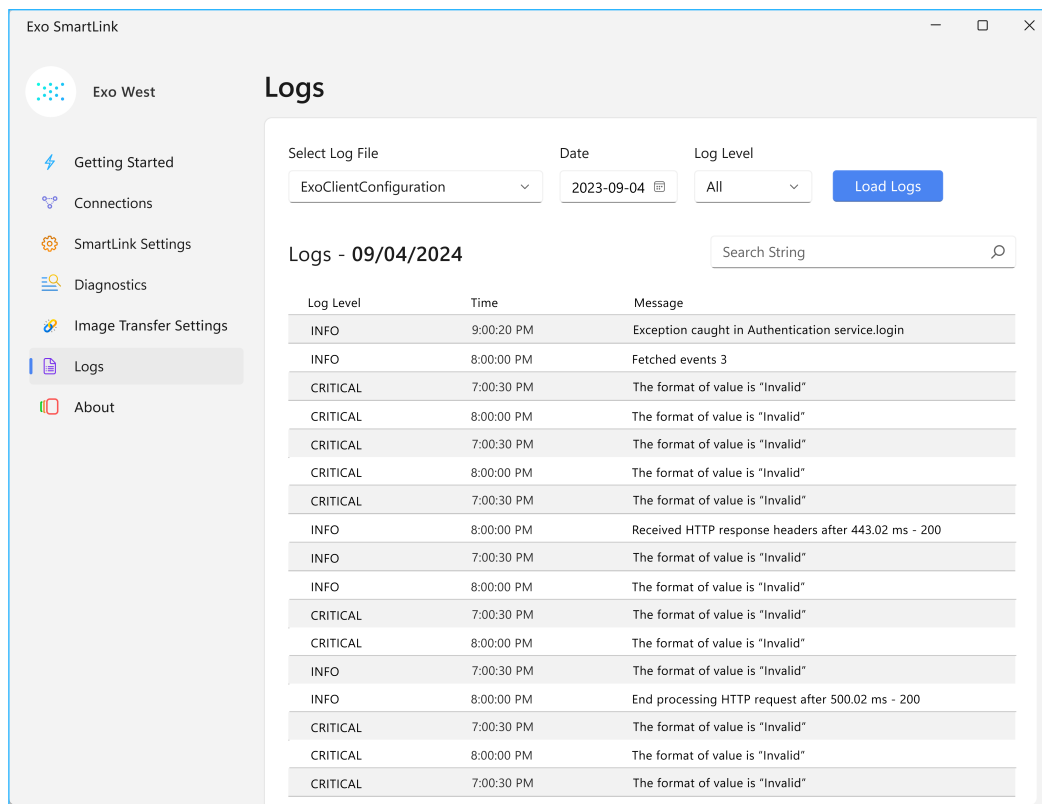 Exo SmartLink
Exo West
Getting Started
Connections
SmartLink Settings
Diagnostics
Image Transfer Settings
Logs
About
Logs
Select Log File Date Log Level
ExoClientConfiguration 2023-09-04 All Load Logs
Logs - 09/04/2024 Search String
Log Level Time Message
INFO 9:00:20 PM Exception caught in Authentication service.login
INFO 8:00:00 PM Fetched events 3
CRITICAL 7:00:30 PM The format of value is “Invalid”
CRITICAL 8:00:00 PM The format of value is “Invalid”
CRITICAL 7:00:30 PM The format of value is “Invalid”
CRITICAL 8:00:00 PM The format of value is “Invalid”
CRITICAL 7:00:30 PM The format of value is “Invalid”
INFO 8:00:00 PM Received HTTP response headers after 443.02 ms - 200
INFO 7:00:30 PM The format of value is “Invalid”
INFO 8:00:00 PM The format of value is “Invalid”
CRITICAL 7:00:30 PM The format of value is “Invalid”
CRITICAL 8:00:00 PM The format of value is “Invalid”
INFO 7:00:30 PM The format of value is “Invalid”
INFO 8:00:00 PM End processing HTTP request after 500.02 ms - 200
CRITICAL 7:00:30 PM The format of value is “Invalid”
CRITICAL 8:00:00 PM The format of value is “Invalid”
CRITICAL 7:00:30 PM The format of value is “Invalid”